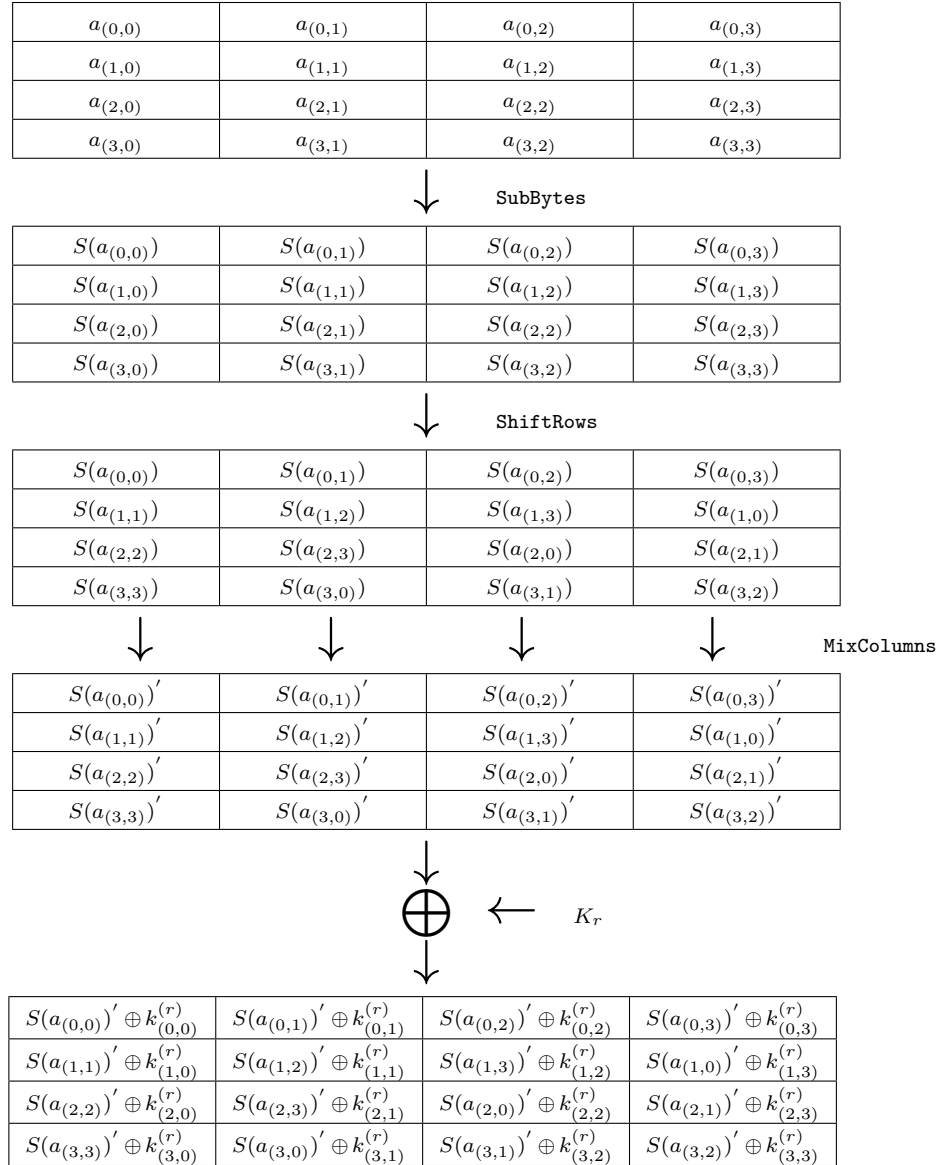 a(0,0) a(0,1) a(0,2) a(0,3)
a(1,0) a(1,1) a(1,2) a(1,3)
a(2,0) a(2,1) a(2,2) a(2,3)
a(3,0) a(3,1) a(3,2) a(3,3)
↓ SubBytes
S(a(0,0)) S(a(0,1)) S(a(0,2)) S(a(0,3))
S(a(1,0)) S(a(1,1)) S(a(1,2)) S(a(1,3))
S(a(2,0)) S(a(2,1)) S(a(2,2)) S(a(2,3))
S(a(3,0)) S(a(3,1)) S(a(3,2)) S(a(3,3))
↓ ShiftRows
S(a(0,0)) S(a(0,1)) S(a(0,2)) S(a(0,3))
S(a(1,1)) S(a(1,2)) S(a(1,3)) S(a(1,0))
S(a(2,2)) S(a(2,3)) S(a(2,0)) S(a(2,1))
S(a(3,3)) S(a(3,0)) S(a(3,1)) S(a(3,2))
↓ ↓ ↓ ↓ MixColumns
S(a(0,0))′ S(a(0,1))′ S(a(0,2))′ S(a(0,3))′
S(a(1,1))′ S(a(1,2))′ S(a(1,3))′ S(a(1,0))′
S(a(2,2))′ S(a(2,3))′ S(a(2,0))′ S(a(2,1))′
S(a(3,3))′ S(a(3,0))′ S(a(3,1))′ S(a(3,2))′
↓
⊕ ← Kr
↓
S(a(0,0))′ ⊕ k(0,0)(r) S(a(0,1))′ ⊕ k(0,1)(r) S(a(0,2))′ ⊕ k(0,2)(r) S(a(0,3))′ ⊕ k(0,3)(r)
S(a(1,1))′ ⊕ k(1,0)(r) S(a(1,2))′ ⊕ k(1,1)(r) S(a(1,3))′ ⊕ k(1,2)(r) S(a(1,0))′ ⊕ k(1,3)(r)
S(a(2,2))′ ⊕ k(2,0)(r) S(a(2,3))′ ⊕ k(2,1)(r) S(a(2,0))′ ⊕ k(2,2)(r) S(a(2,1))′ ⊕ k(2,3)(r)
S(a(3,3))′ ⊕ k(3,0)(r) S(a(3,0))′ ⊕ k(3,1)(r) S(a(3,1))′ ⊕ k(3,2)(r) S(a(3,2))′ ⊕ k(3,3)(r)